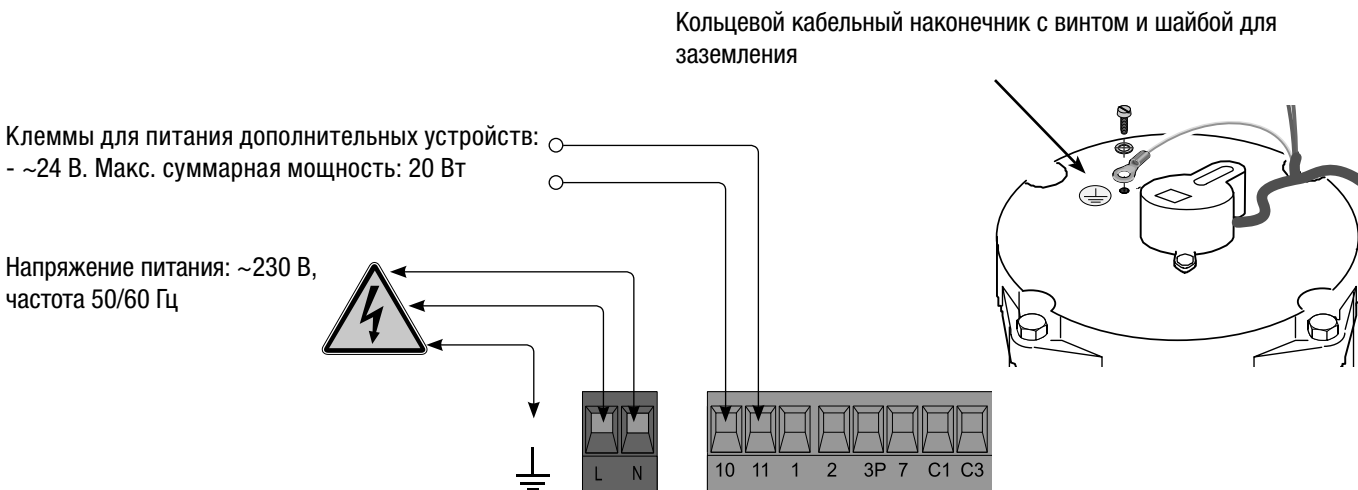 Кольцевой кабельный наконечник с винтом и шайбой для
заземления
Клеммы для питания дополнительных устройств:
- ~24 В. Макс. суммарная мощность: 20 Вт
Напряжение питания: ~230 В,
частота 50/60 Гц
L N
10 11 1 2 3P 7 C1 C3